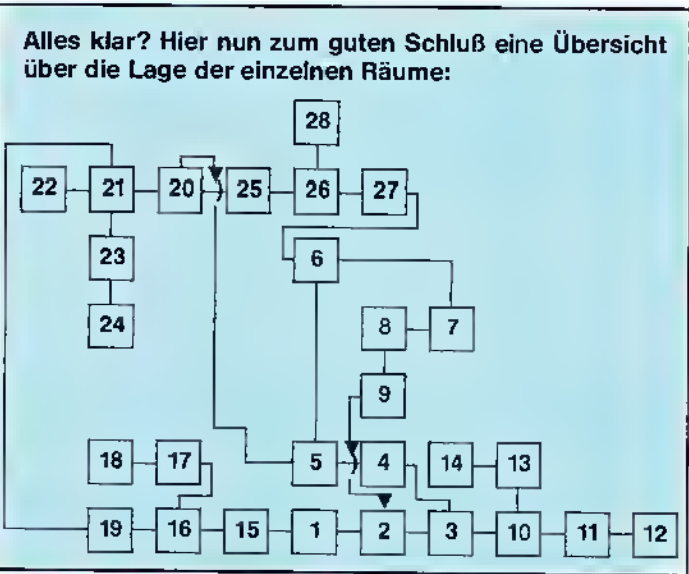 Alles klar? Hier nun zum guten Schluß eine Übersicht
über die Lage der einzelnen Räume:
28
22 21 20 25 26 27
23 6
24 8 7
9
18 17 5 4 14 13
19 16 15 1 2 3 10 11 12